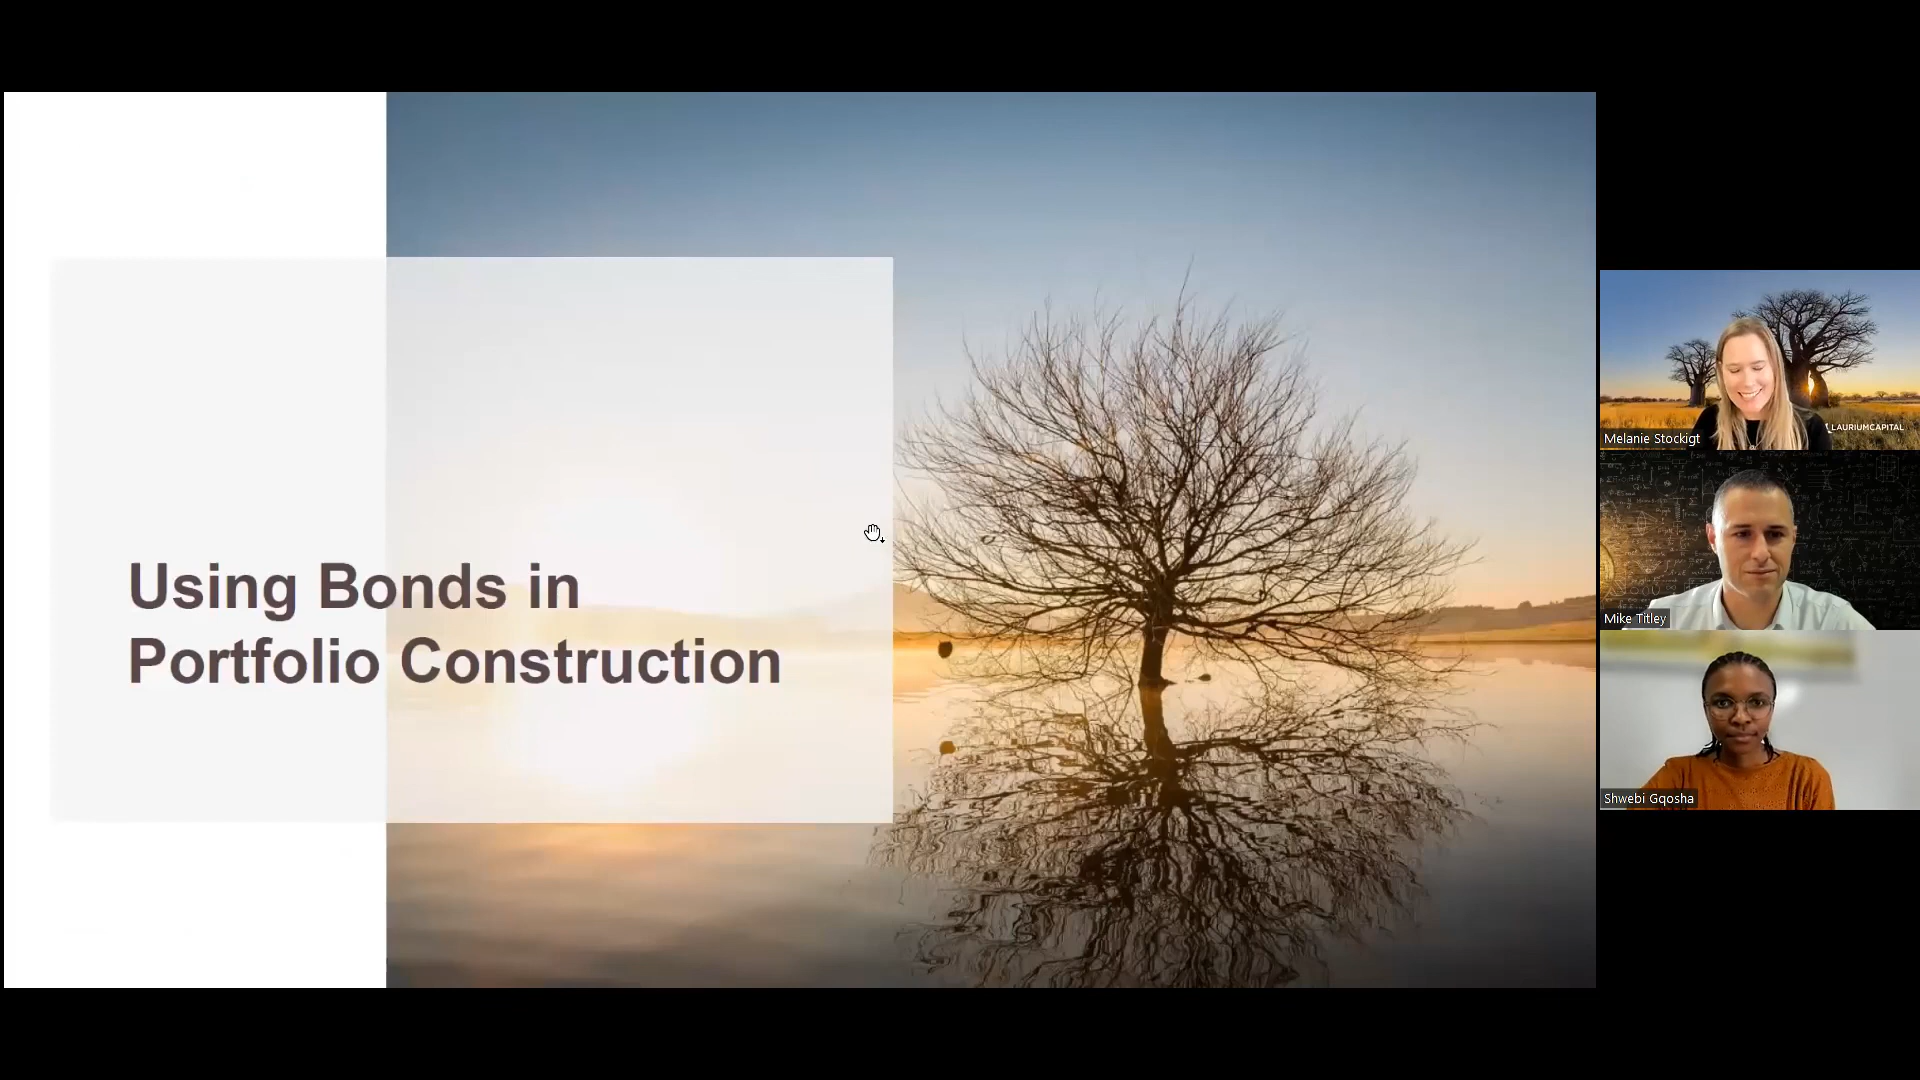 Using Bonds in
Portfolio Construction
LAURIUMCAPITAL
Melanie Stockigt
Mike Titley
Shwebi Gqosha